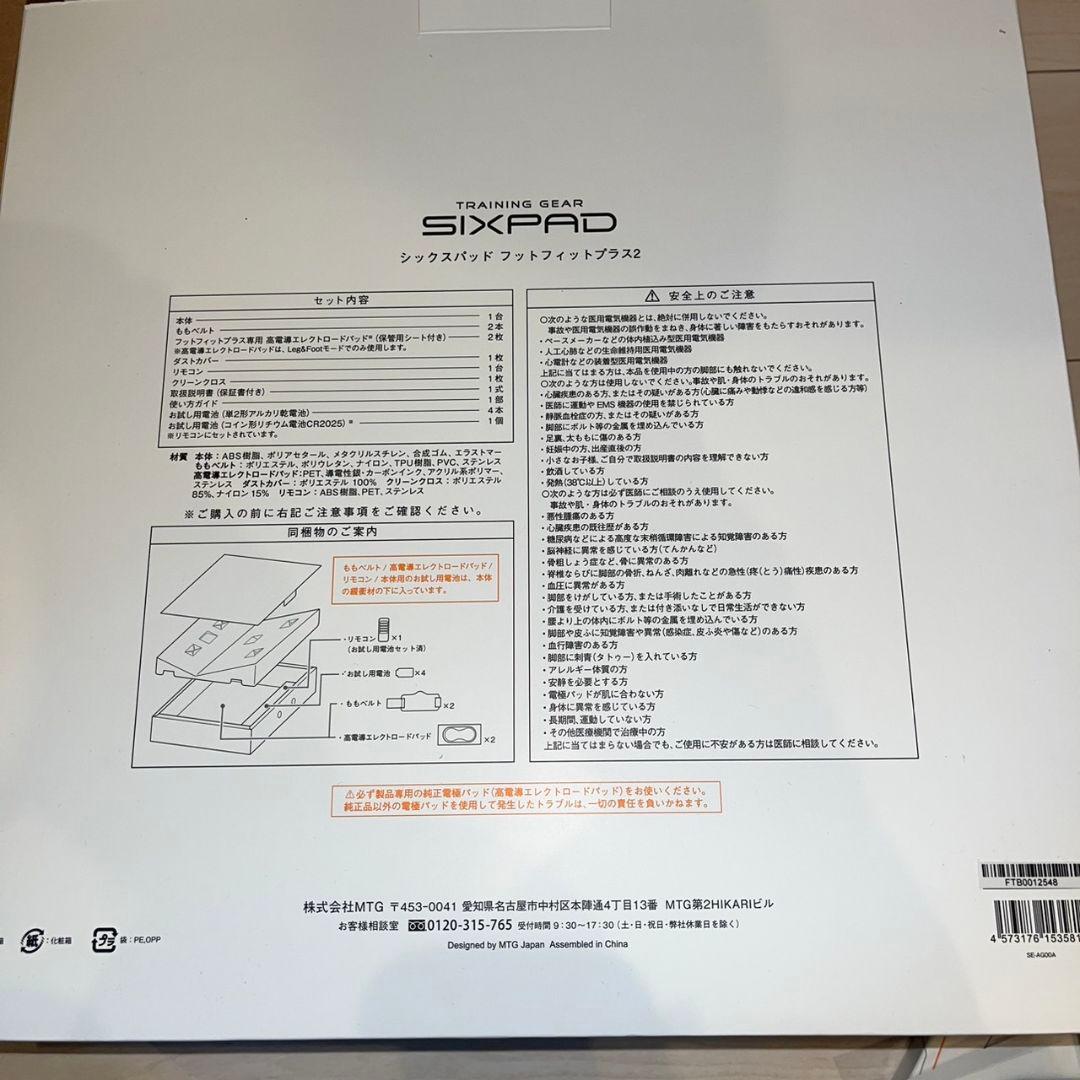 TRAINING GEAR
SIXPAD
シックスパッド フットフィットプラス2
セット内容
本体 1台
ももベルト 2本
フットフィットプラス専用 高電導エレクトロードパッド※(保管用シート付き) 2枚
※高電導エレクトロードパッドは、Leg&Footモードでのみ使用します。
ダストカバー 1枚
リモコン 1台
クリーンクロス 1枚
取扱説明書(保証書付き) 1式
使い方ガイド 1部
お試し用電池(単2形アルカリ乾電池) 4本
お試し用電池(コイン形リチウム電池CR2025)※ 1個
※リモコンにセットされています。
材質 本体:ABS樹脂、ポリアセタール、メタクリルスチレン、合成ゴム、エラストマー
ももベルト:ポリエステル、ポリウレタン、ナイロン、TPU樹脂、PVC、ステンレス
高電導エレクトロードパッド:PET、導電性銀・カーボンインク、アクリル系ポリマー、
ステンレス ダストカバー:ポリエステル 100% クリーンクロス:ポリエステル
85%、ナイロン15% リモコン:ABS樹脂、PET、ステンレス
※ご購入の前に右記ご注意事項をご確認ください。
同梱物のご案内
ももベルト/高電導エレクトロードパッド/
リモコン/本体用のお試し用電池は、本体
の緩衝材の下に入っています。
・リモコン ×1
(お試し用電池セット済)
・お試し用電池 ×4
・ももベルト ×2
・高電導エレクトロードパッド ×2
⚠ 安全上のご注意
○次のような医用電気機器とは、絶対に併用しないでください。
事故や医用電気機器の誤作動をまねき、身体に著しい障害をもたらすおそれがあります。
・ペースメーカーなどの体内植込み型医用電気機器
・人工心肺などの生命維持用医用電気機器
・心電計などの装着型医用電気機器
上記に当てはまる方は、本品を使用中の方の脚部にも触れないでください。
○次のような方は使用しないでください。事故や肌・身体のトラブルのおそれがあります。
・心臓疾患のある方、またはその疑いがある方(心臓に痛みや動悸などの違和感を感じる方等)
・医師に運動や EMS 機器の使用を禁じられている方
・静脈血栓症の方、またはその疑いがある方
・脚部にボルト等の金属を埋め込んでいる方
・足裏、太ももに傷のある方
・妊娠中の方、出産直後の方
・小さなお子様、ご自分で取扱説明書の内容を理解できない方
・飲酒している方
・発熱(38℃以上)している方
○次のような方は必ず医師にご相談のうえ使用してください。
事故や肌・身体のトラブルのおそれがあります。
・悪性腫瘍のある方
・心臓疾患の既往歴がある方
・糖尿病などによる高度な末梢循環障害による知覚障害のある方
・脳神経に異常を感じている方(てんかんなど)
・骨粗しょう症など、骨に異常のある方
・脊椎ならびに脚部の骨折、ねんざ、肉離れなどの急性(疼(とう)痛性)疾患のある方
・血圧に異常がある方
・脚部をけがしている方、または手術したことがある方
・介護を受けている方、または付き添いなしで日常生活ができない方
・腰より上の体内にボルト等の金属を埋め込んでいる方
・脚部や皮ふに知覚障害や異常(感染症、皮ふ炎や傷など)のある方
・血行障害のある方
・脚部に刺青(タトゥー)を入れている方
・アレルギー体質の方
・安静を必要とする方
・電極パッドが肌に合わない方
・身体に異常を感じている方
・長期間、運動していない方
・その他医療機関で治療中の方
上記に当てはまらない場合でも、ご使用に不安がある方は医師に相談してください。
⚠必ず製品専用の純正電極パッド(高電導エレクトロードパッド)をお使いください。
純正品以外の電極パッドを使用して発生したトラブルは、一切の責任を負いかねます。
株式会社MTG 〒453-0041 愛知県名古屋市中村区本陣通4丁目13番 MTG第2HIKARIビル
お客様相談室 0120-315-765 受付時間 9:30~17:30 (土・日・祝日・弊社休業日を除く)
Designed by MTG Japan Assembled in China
紙:化粧箱
プラ 袋:PE,OPP
FTB0012548
4 573176 153581
SE-AG00A